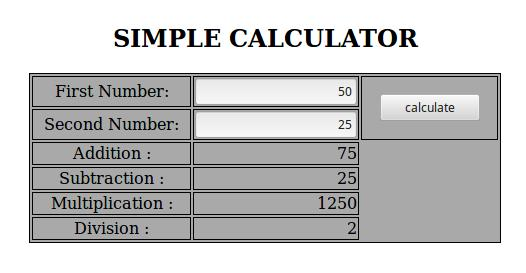 SIMPLE CALCULATOR
First Number: 50
calculate
Second Number: 25
Addition : 75
Subtraction : 25
Multiplication : 1250
Division : 2